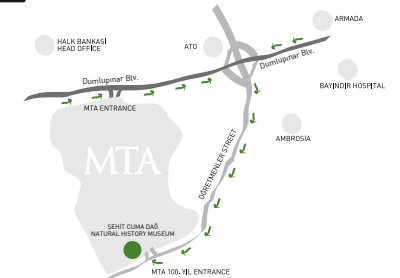 ARMADA
HALK BANKASI
HEAD OFFICE
ATO
Dumlupınar Blv.
Dumlupınar Blv.
BAYINDIR HOSPITAL
MTA ENTRANCE
AMBROSİA
MTA
ÖĞRETMENLER STREET
ŞEHİT CUMA DAĞ
NATURAL HISTORY MUSEUM
MTA 100. YIL ENTRANCE